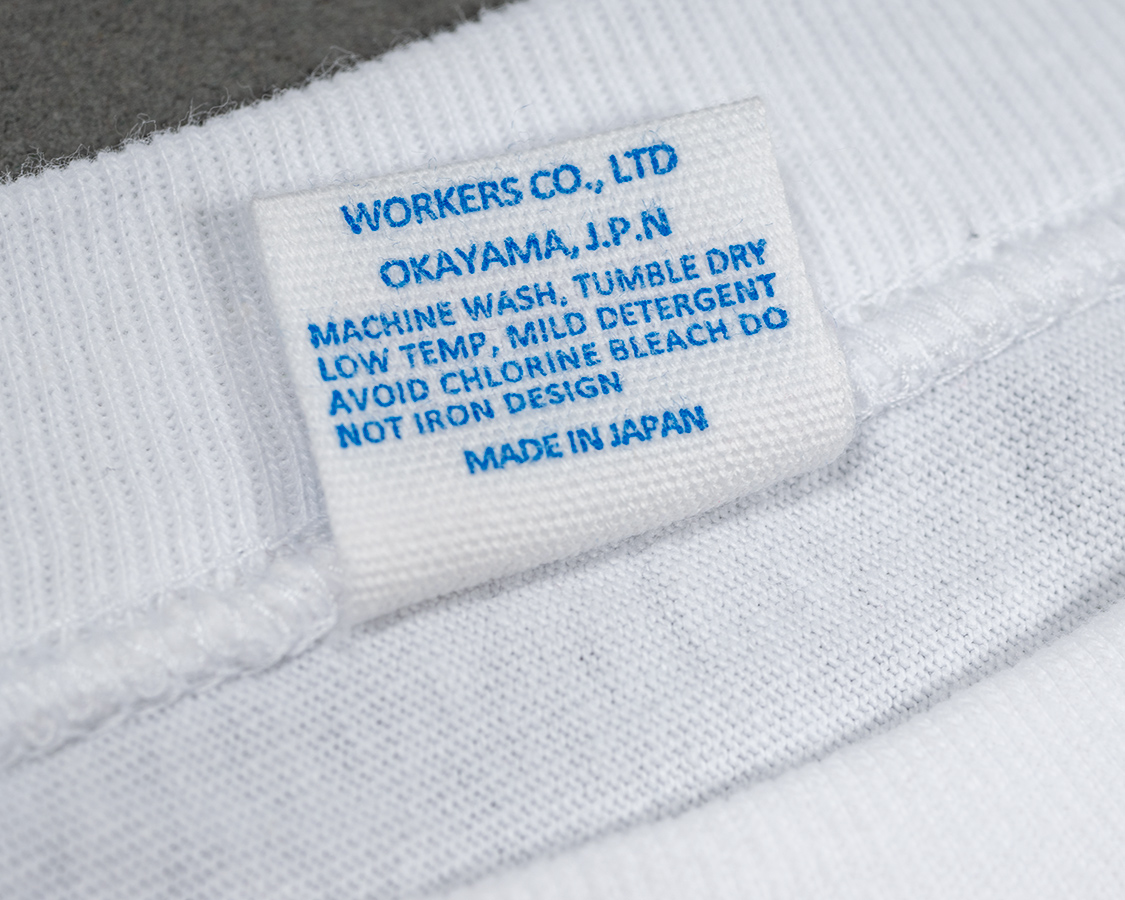 WORKERS CO., LTD
OKAYAMA, J.P.N
MACHINE WASH, TUMBLE DRY
LOW TEMP, MILD DETERGENT
AVOID CHLORINE BLEACH DO
NOT IRON DESIGN
MADE IN JAPAN